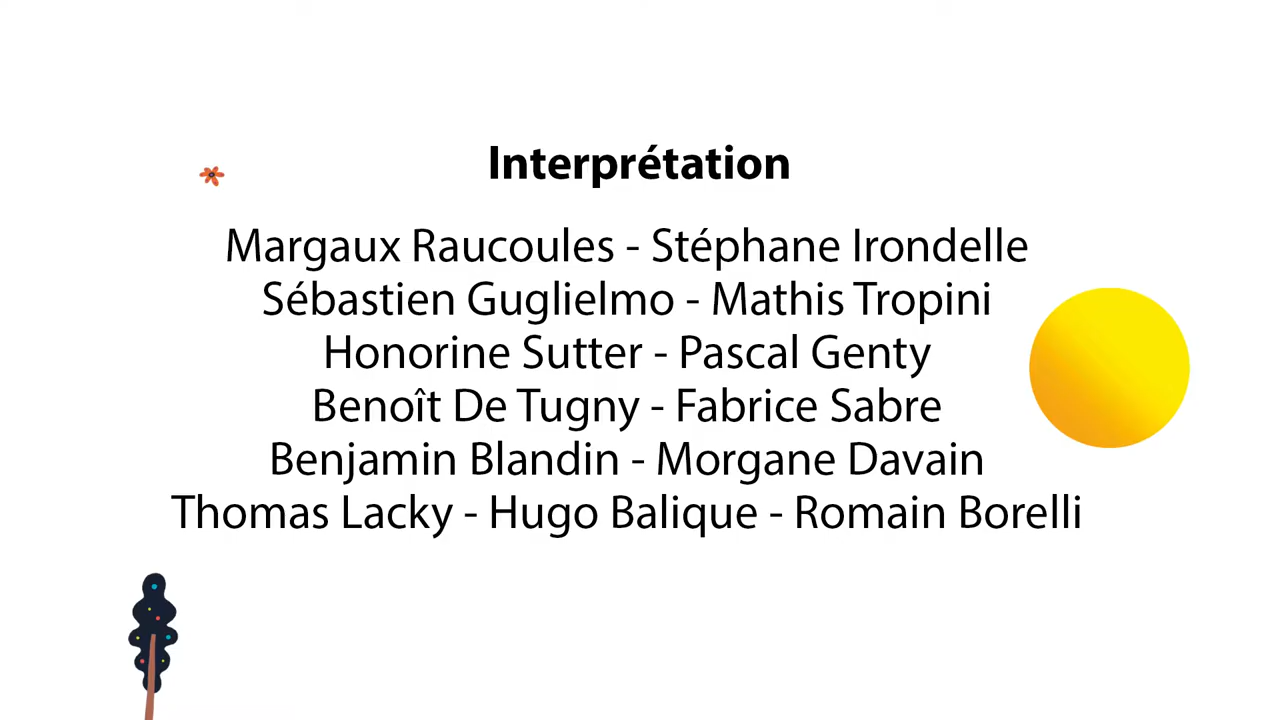 Interprétation
Margaux Raucoules - Stéphane Irondelle
Sébastien Guglielmo - Mathis Tropini
Honorine Sutter - Pascal Genty
Benoît De Tugny - Fabrice Sabre
Benjamin Blandin - Morgane Davain
Thomas Lacky - Hugo Balique - Romain Borelli